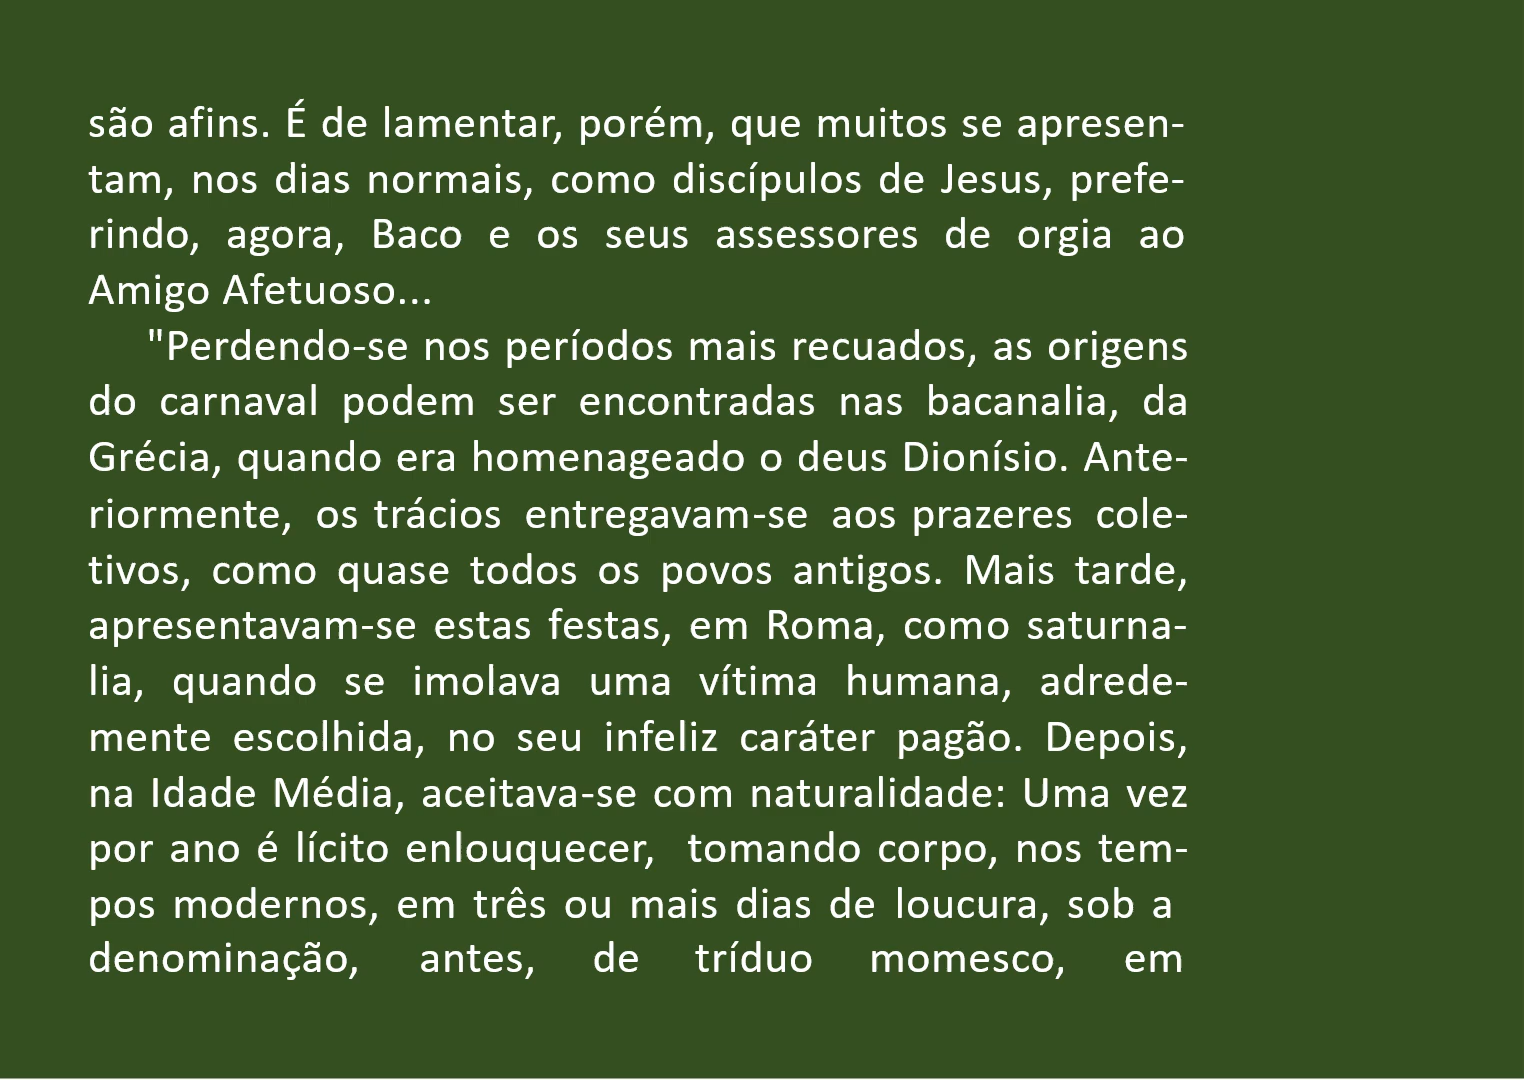 são afins. É de lamentar, porém, que muitos se apresen-
tam, nos dias normais, como discípulos de Jesus, prefe-
rindo, agora, Baco e os seus assessores de orgia ao
Amigo Afetuoso...
"Perdendo-se nos períodos mais recuados, as origens
do carnaval podem ser encontradas nas bacanalia, da
Grécia, quando era homenageado o deus Dionísio. Ante-
riormente, os trácios entregavam-se aos prazeres cole-
tivos, como quase todos os povos antigos. Mais tarde,
apresentavam-se estas festas, em Roma, como saturna-
lia, quando se imolava uma vítima humana, adrede-
mente escolhida, no seu infeliz caráter pagão. Depois,
na Idade Média, aceitava-se com naturalidade: Uma vez
por ano é lícito enlouquecer, tomando corpo, nos tem-
pos modernos, em três ou mais dias de loucura, sob a
denominação, antes, de tríduo momesco, em